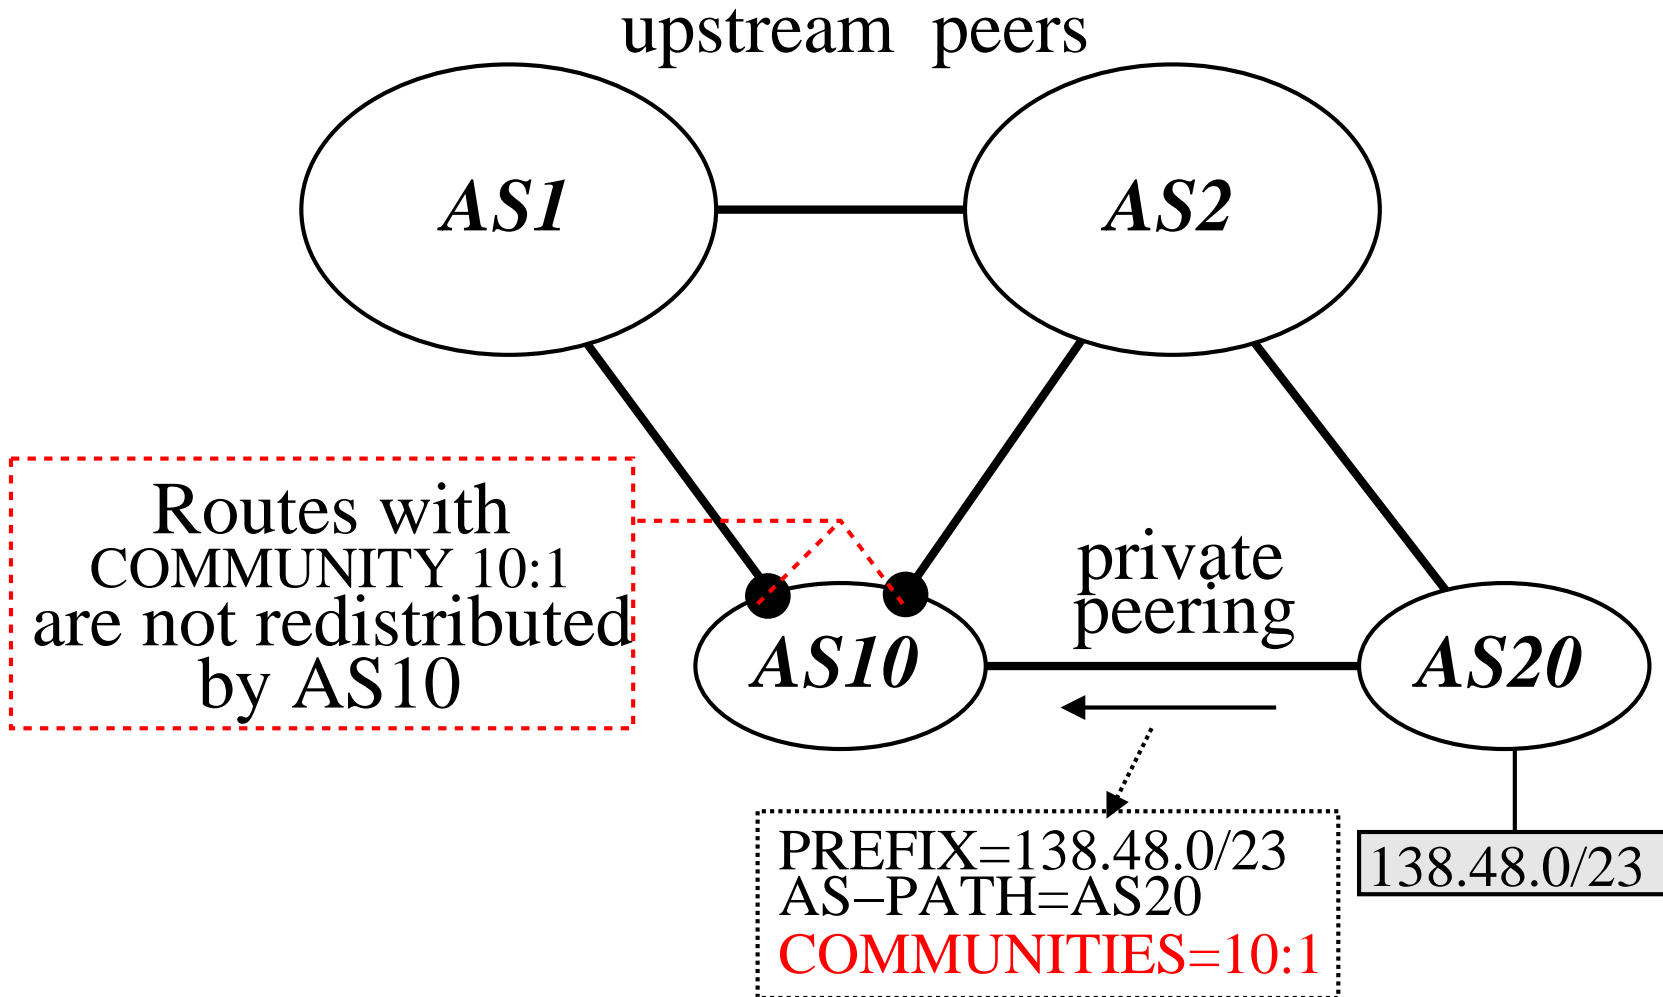 upstream peers
AS1
AS2
Routes with
COMMUNITY 10:1
are not redistributed
by AS10
private
peering
AS10
AS20
PREFIX=138.48.0/23
AS−PATH=AS20
COMMUNITIES=10:1
138.48.0/23